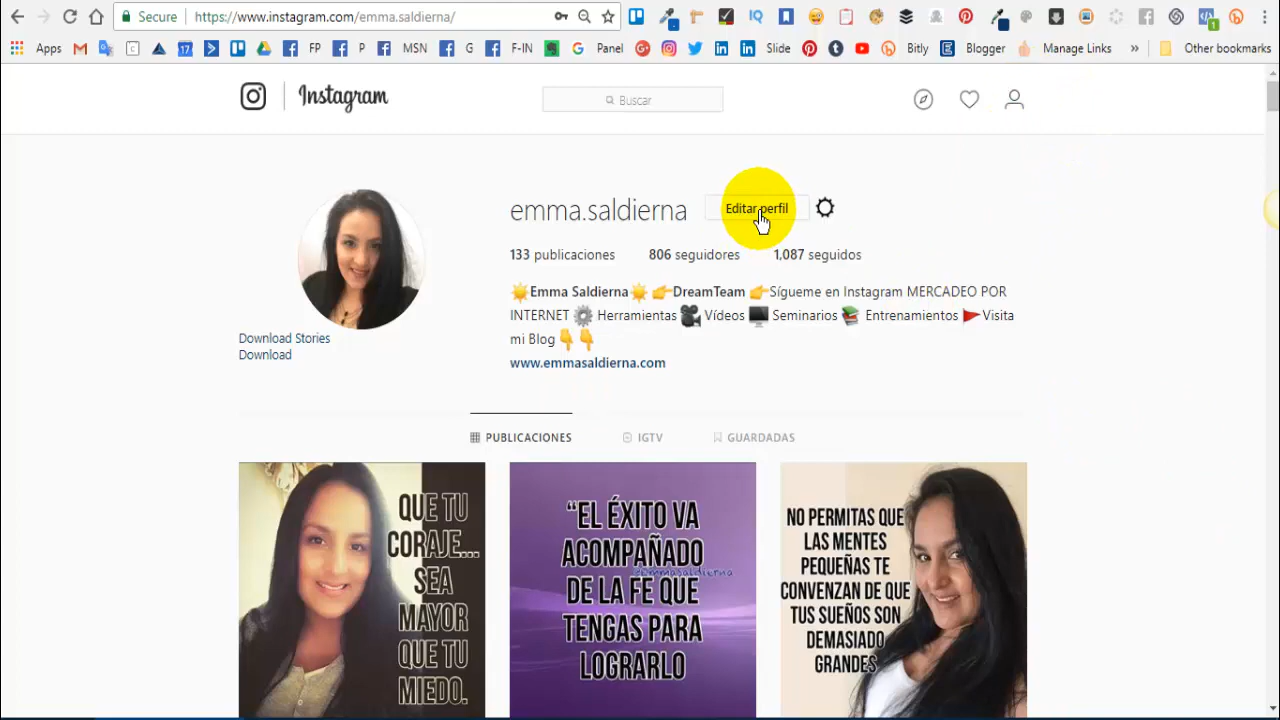 Secure https://www.instagram.com/emma.saldierna/
Apps FP P MSN G F-IN Panel Slide Bitly Blogger Manage Links » Other bookmarks
Instagram
Buscar
emma.saldierna Editar perfil
133 publicaciones 806 seguidores 1,087 seguidos
Emma Saldierna DreamTeam Sígueme en Instagram MERCADEO POR
INTERNET Herramientas Vídeos Seminarios Entrenamientos Visita
mi Blog
www.emmasaldierna.com
Download Stories
Download
PUBLICACIONES IGTV GUARDADAS
QUE TU
CORAJE...
SEA
MAYOR
QUE TU
MIEDO.
“EL ÉXITO VA
ACOMPAÑADO
@emmasaldierna
DE LA FE QUE
TENGAS PARA
LOGRARLO
NO PERMITAS QUE
LAS MENTES
PEQUEÑAS TE
CONVENZAN DE QUE
TUS SUEÑOS SON
DEMASIADO
GRANDES